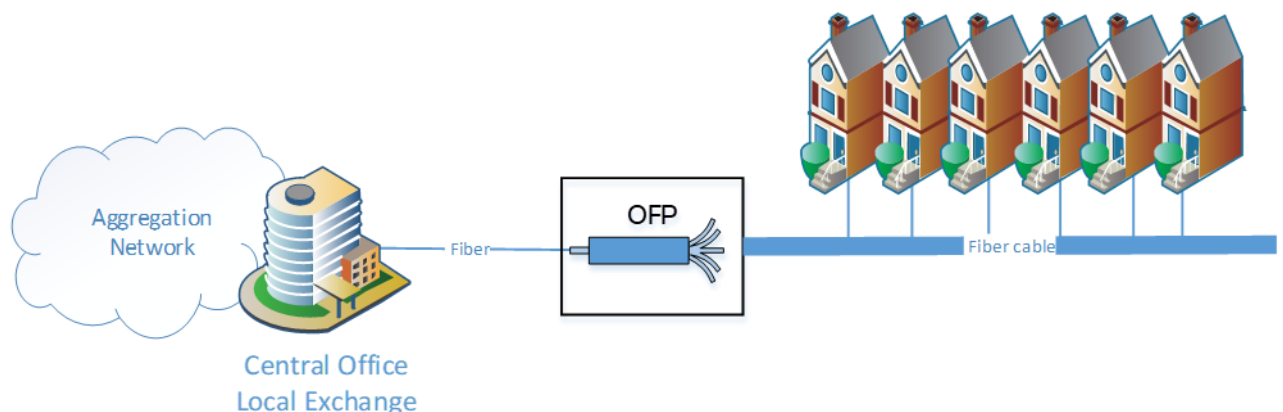 Aggregation
Network
Fiber
OFP
Fiber cable
Central Office
Local Exchange